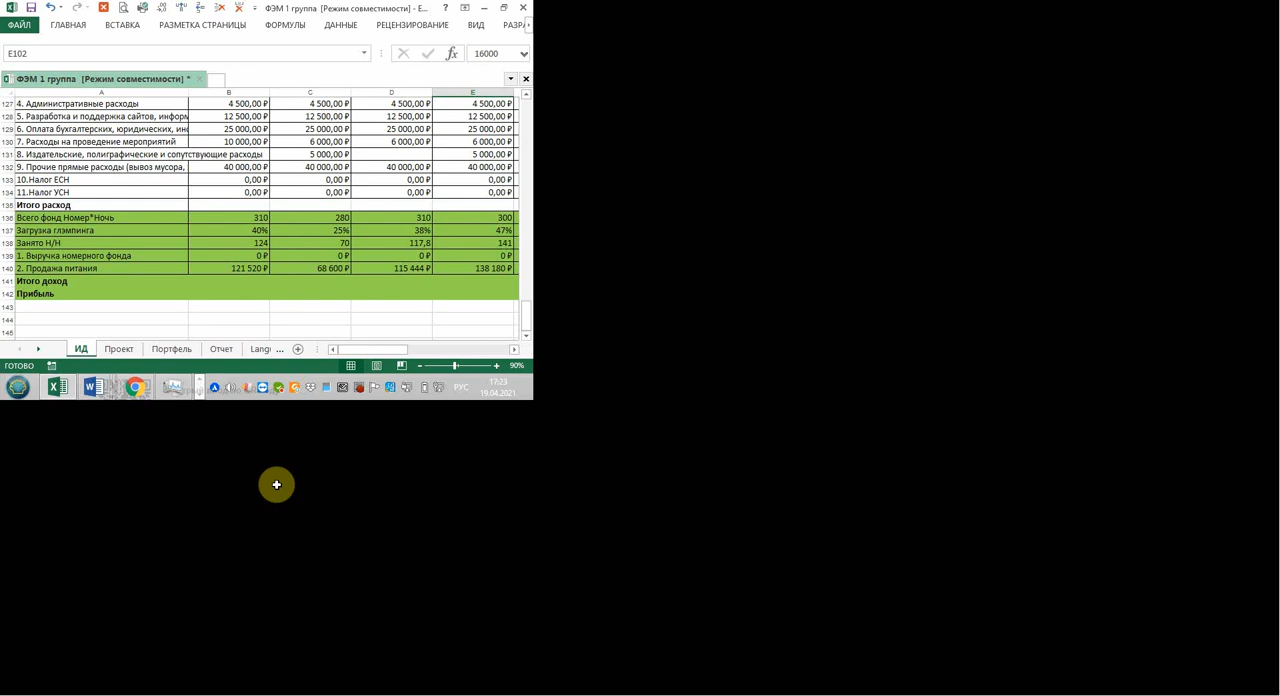 ФЭМ 1 группа [Режим совместимости] - E... ?
ФАЙЛ ГЛАВНАЯ ВСТАВКА РАЗМЕТКА СТРАНИЦЫ ФОРМУЛЫ ДАННЫЕ РЕЦЕНЗИРОВАНИЕ ВИД РАЗРА
E102 fx 16000
ФЭМ 1 группа [Режим совместимости] *
A B C D E
127 4. Административные расходы 4 500,00 ₽ 4 500,00 ₽ 4 500,00 ₽ 4 500,00 ₽
128 5. Разработка и поддержка сайтов, информ 12 500,00 ₽ 12 500,00 ₽ 12 500,00 ₽ 12 500,00 ₽
129 6. Оплата бухгалтерских, юридических, ин 25 000,00 ₽ 25 000,00 ₽ 25 000,00 ₽ 25 000,00 ₽
130 7. Расходы на проведение мероприятий 10 000,00 ₽ 6 000,00 ₽ 6 000,00 ₽ 6 000,00 ₽
131 8. Издательские, полиграфические и сопутствующие расходы 5 000,00 ₽ 5 000,00 ₽
132 9. Прочие прямые расходы (вывоз мусора, 40 000,00 ₽ 40 000,00 ₽ 40 000,00 ₽ 40 000,00 ₽
133 10.Налог ЕСН 0,00 ₽ 0,00 ₽ 0,00 ₽ 0,00 ₽
134 11.Налог УСН 0,00 ₽ 0,00 ₽ 0,00 ₽ 0,00 ₽
135 Итого расход
136 Всего фонд Номер*Ночь 310 280 310 300
137 Загрузка глэмпинга 40% 25% 38% 47%
138 Занято Н/Н 124 70 117,8 141
139 1. Выручка номерного фонда 0 ₽ 0 ₽ 0 ₽ 0 ₽
140 2. Продажа питания 121 520 ₽ 68 600 ₽ 115 444 ₽ 138 180 ₽
141 Итого доход
142 Прибыль
143
144
145
ИД Проект Портфель Отчет Langu ...
ГОТОВО 90%
РУС 17:23
19.04.2021